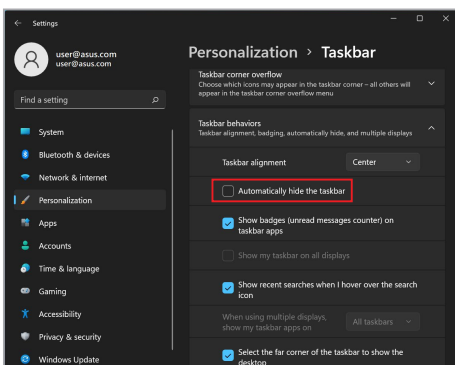 Settings
user@asus.com
user@asus.com
Find a setting
System
Bluetooth & devices
Network & internet
Personalization
Apps
Accounts
Time & language
Gaming
Accessibility
Privacy & security
Windows Update
Personalization > Taskbar
Taskbar corner overflow
Choose which icons may appear in the taskbar corner – all others will
appear in the taskbar corner overflow menu
Taskbar behaviors
Taskbar alignment, badging, automatically hide, and multiple displays
Taskbar alignment
Center
Automatically hide the taskbar
Show badges (unread messages counter) on
taskbar apps
Show my taskbar on all displays
Show recent searches when I hover over the search
icon
When using multiple displays,
show my taskbar apps on
All taskbars
Select the far corner of the taskbar to show the
desktop